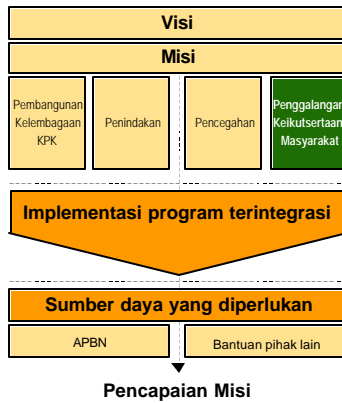 Visi
Misi
Pembangunan
Kelembagaan
KPK
Penindakan
Pencegahan
Penggalangan
Keikutsertaan
Masyarakat
Implementasi program terintegrasi
Sumber daya yang diperlukan
APBN
Bantuan pihak lain
Pencapaian Misi